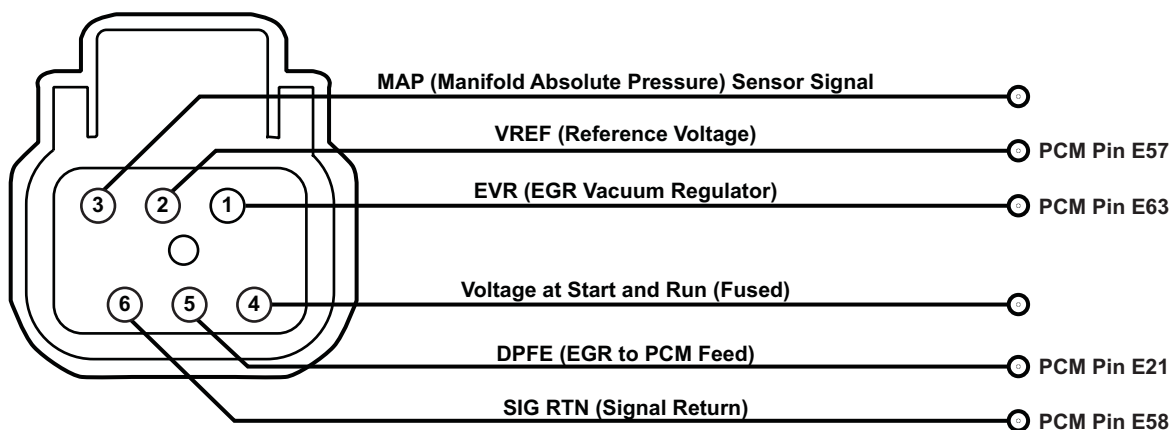 MAP (Manifold Absolute Pressure) Sensor Signal
VREF (Reference Voltage)
PCM Pin E57
3 2 1
EVR (EGR Vacuum Regulator)
PCM Pin E63
6 5 4
Voltage at Start and Run (Fused)
DPFE (EGR to PCM Feed)
PCM Pin E21
SIG RTN (Signal Return)
PCM Pin E58